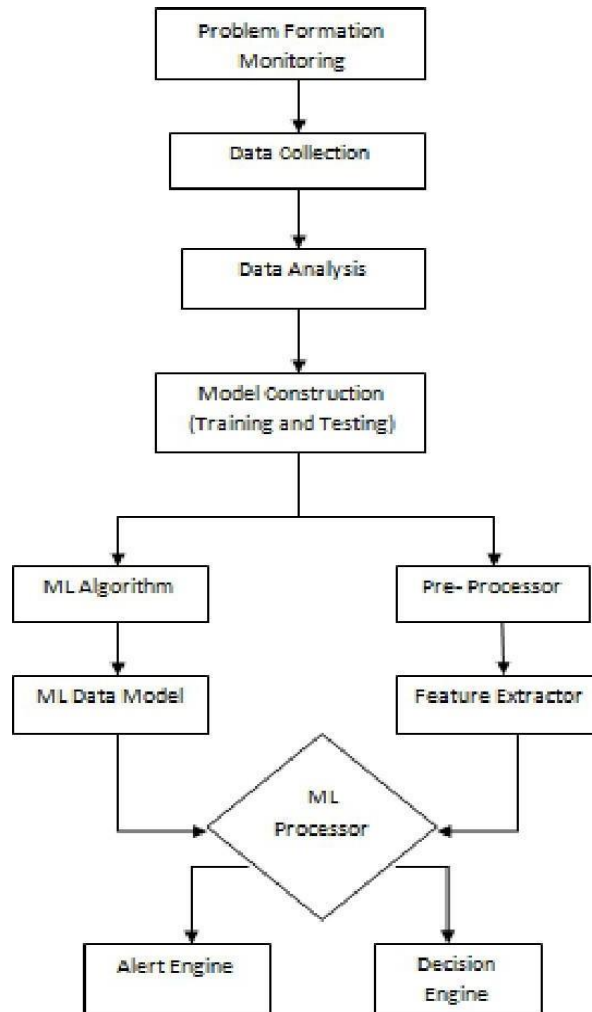 Problem Formation
Monitoring
Data Collection
Data Analysis
Model Construction
(Training and Testing)
ML Algorithm
Pre- Processor
ML Data Model
Feature Extractor
ML
Processor
Alert Engine
Decision
Engine